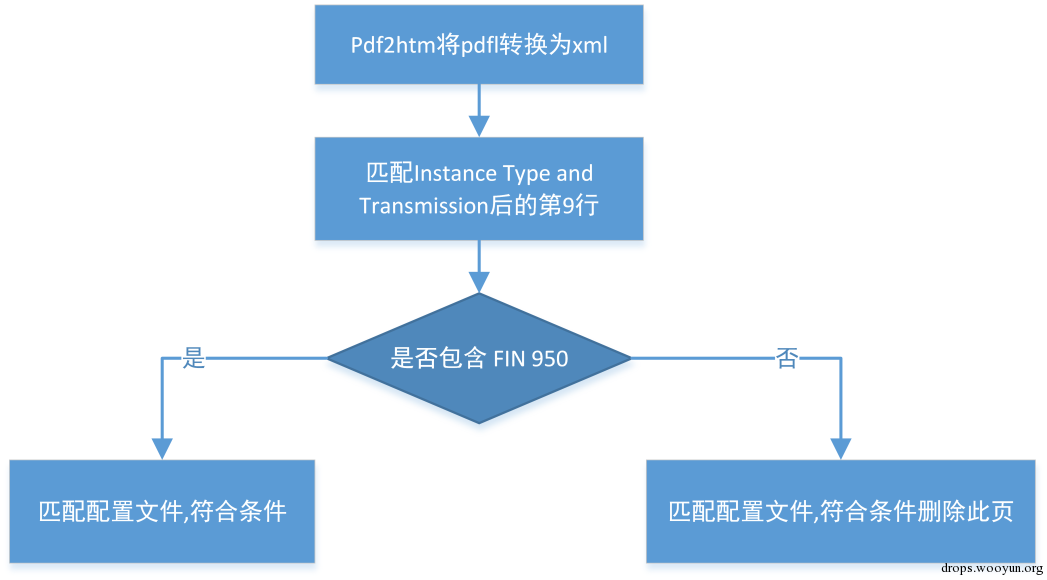 Pdf2htm将pdfl转换为xml
匹配Instance Type and
Transmission后的第9行
是否包含 FIN 950
是
否
匹配配置文件,符合条件
匹配配置文件,符合条件删除此页
drops.wooyun.org